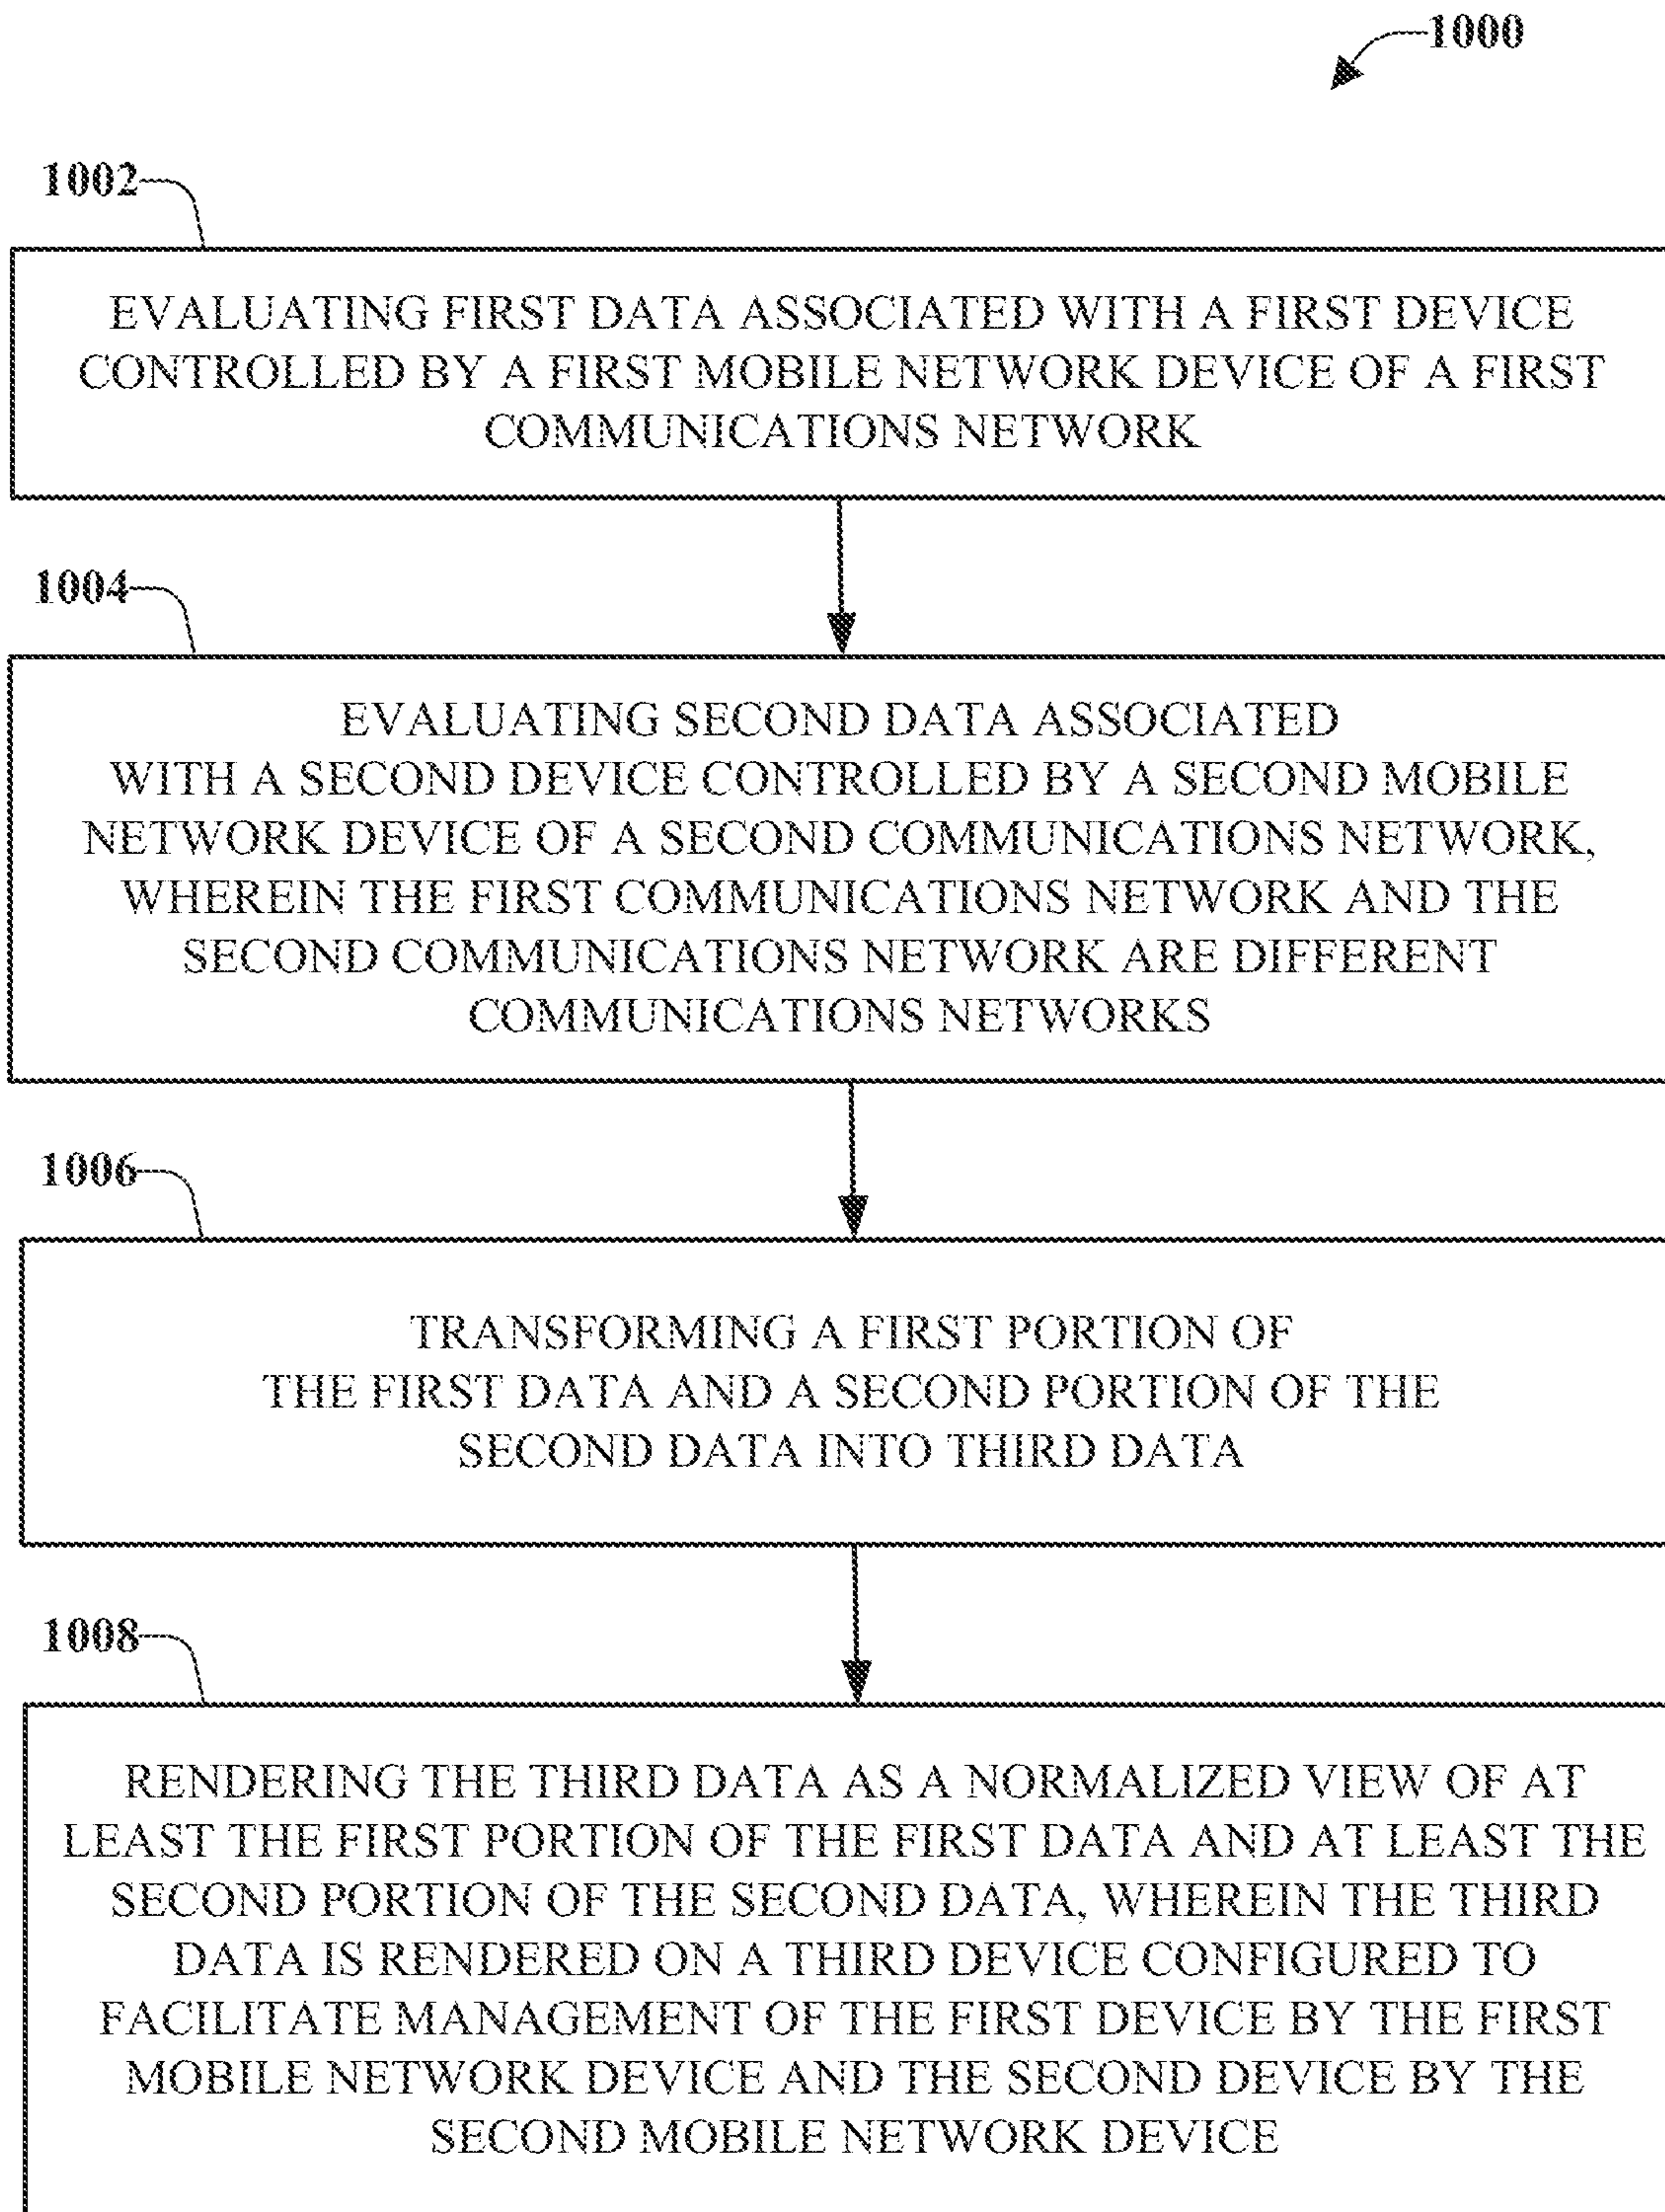 1000
1002
EVALUATING FIRST DATA ASSOCIATED WITH A FIRST DEVICE
CONTROLLED BY A FIRST MOBILE NETWORK DEVICE OF A FIRST
COMMUNICATIONS NETWORK
1004
EVALUATING SECOND DATA ASSOCIATED
WITH A SECOND DEVICE CONTROLLED BY A SECOND MOBILE
NETWORK DEVICE OF A SECOND COMMUNICATIONS NETWORK,
WHEREIN THE FIRST COMMUNICATIONS NETWORK AND THE
SECOND COMMUNICATIONS NETWORK ARE DIFFERENT
COMMUNICATIONS NETWORKS
1006
TRANSFORMING A FIRST PORTION OF
THE FIRST DATA AND A SECOND PORTION OF THE
SECOND DATA INTO THIRD DATA
1008
RENDERING THE THIRD DATA AS A NORMALIZED VIEW OF AT
LEAST THE FIRST PORTION OF THE FIRST DATA AND AT LEAST THE
SECOND PORTION OF THE SECOND DATA, WHEREIN THE THIRD
DATA IS RENDERED ON A THIRD DEVICE CONFIGURED TO
FACILITATE MANAGEMENT OF THE FIRST DEVICE BY THE FIRST
MOBILE NETWORK DEVICE AND THE SECOND DEVICE BY THE
SECOND MOBILE NETWORK DEVICE